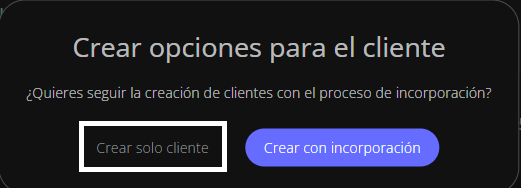 Crear opciones para el cliente
¿Quieres seguir la creación de clientes con el proceso de incorporación?
Crear solo cliente
Crear con incorporación